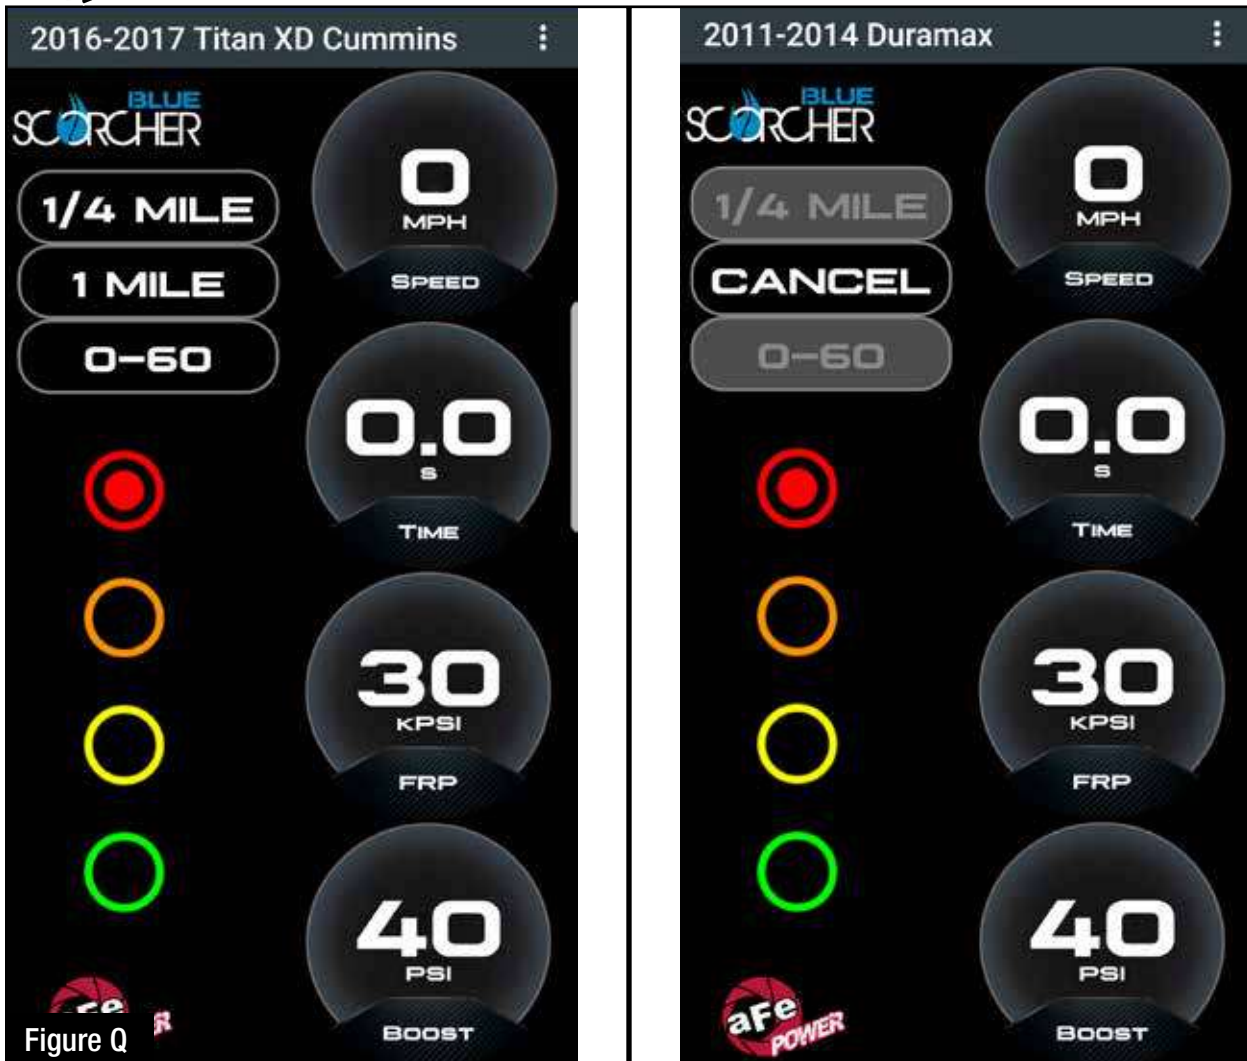 2016-2017 Titan XD Cummins
BLUE
SCORCHER
1/4 MILE
1 MILE
0-60
0
MPH
SPEED
0.0
S
TIME
30
KPSI
FRP
40
PSI
BOOST
aFe
Figure Q
2011-2014 Duramax
BLUE
SCORCHER
1/4 MILE
CANCEL
0-60
0
MPH
SPEED
0.0
S
TIME
30
KPSI
FRP
40
PSI
BOOST
aFe
POWER